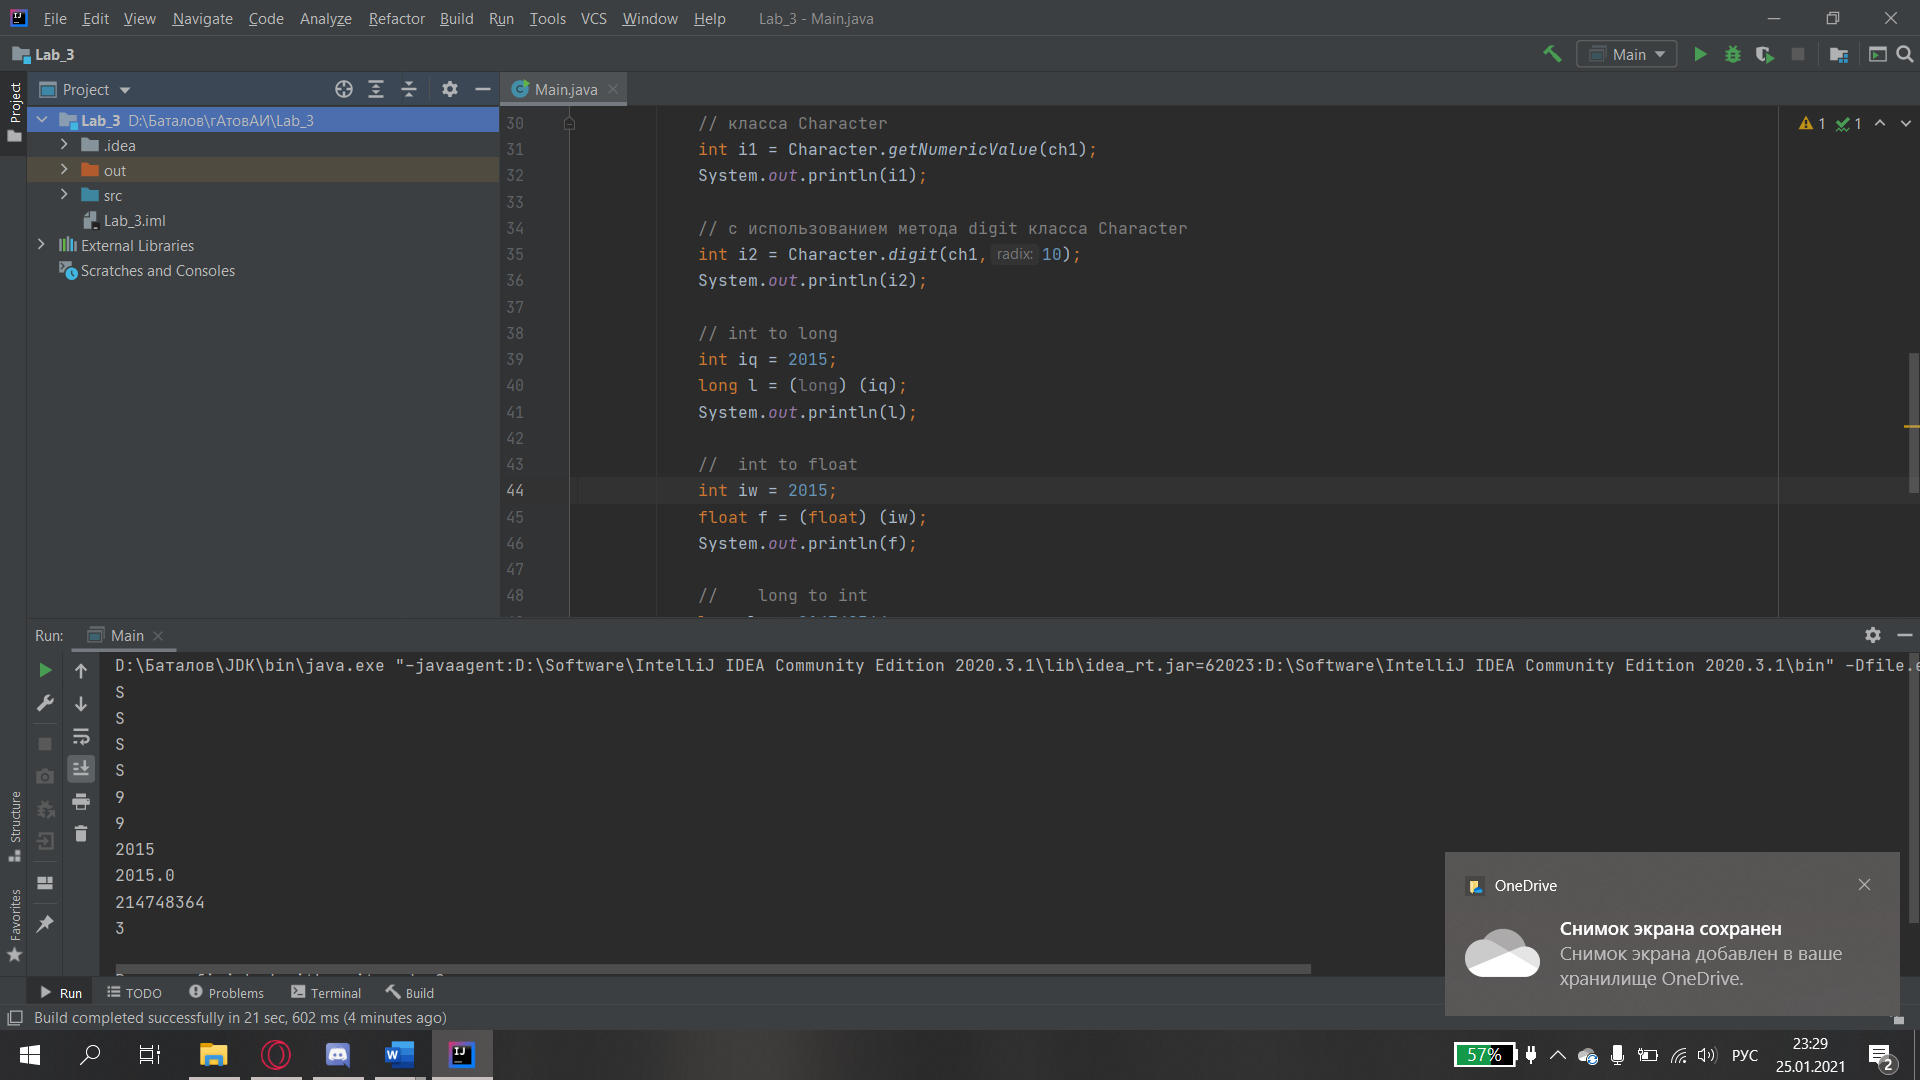 File Edit View Navigate Code Analyze Refactor Build Run Tools VCS Window Help Lab_3 - Main.java
Lab_3
Main
Project
Project
Main.java
Lab_3 D:\Баталов\гАтовАИ\Lab_3
.idea
out
src
Lab_3.iml
External Libraries
Scratches and Consoles
1 1
30 // класса Character
31 int i1 = Character.getNumericValue(ch1);
32 System.out.println(i1);
33
34 // с использованием метода digit класса Character
35 int i2 = Character.digit(ch1, radix: 10);
36 System.out.println(i2);
37
38 // int to long
39 int iq = 2015;
40 long l = (long) (iq);
41 System.out.println(l);
42
43 // int to float
44 int iw = 2015;
45 float f = (float) (iw);
46 System.out.println(f);
47
48 // long to int
Run: Main
D:\Баталов\JDK\bin\java.exe "-javaagent:D:\Software\IntelliJ IDEA Community Edition 2020.3.1\lib\idea_rt.jar=62023:D:\Software\IntelliJ IDEA Community Edition 2020.3.1\bin" -Dfile.e
S
S
S
S
9
9
2015
2015.0
214748364
3
Structure
Favorites
OneDrive
Снимок экрана сохранен
Снимок экрана добавлен в ваше
хранилище OneDrive.
Run TODO Problems Terminal Build
Build completed successfully in 21 sec, 602 ms (4 minutes ago)
57% РУС 23:29
25.01.2021
2